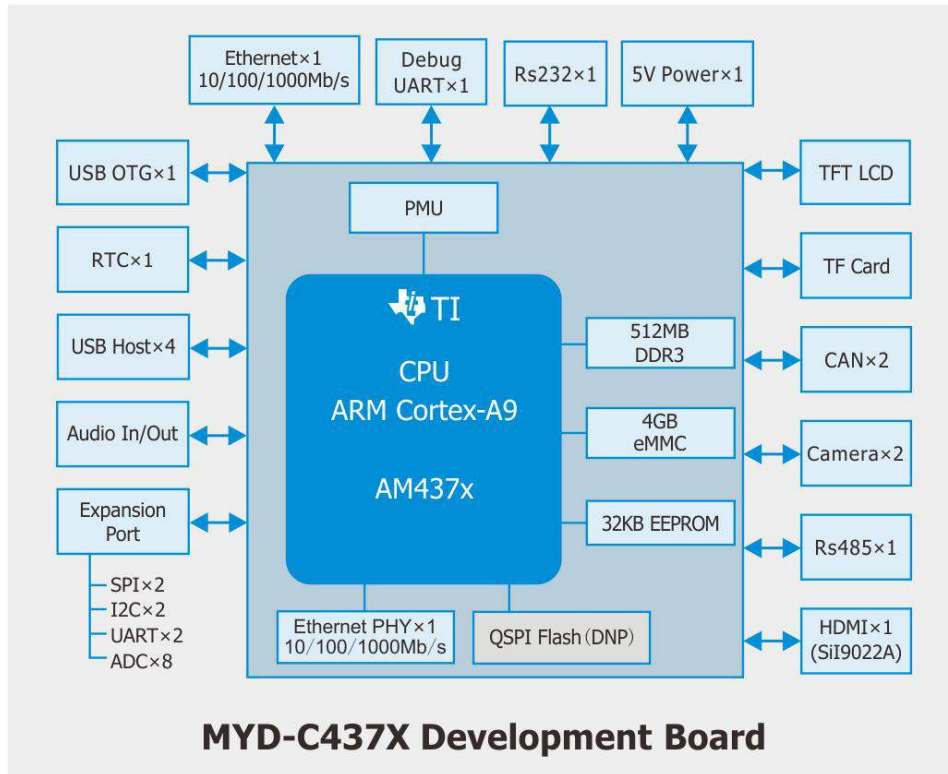 Ethernet×1
10/100/1000Mb/s
Debug
UART×1
Rs232×1
5V Power×1
USB OTG×1
RTC×1
USB Host×4
Audio In/Out
Expansion
Port
SPI×2
I2C×2
UART×2
ADC×8
PMU
TI
CPU
ARM Cortex-A9
AM437x
512MB
DDR3
4GB
eMMC
32KB EEPROM
Ethernet PHY×1
10/100/1000Mb/s
QSPI Flash(DNP)
TFT LCD
TF Card
CAN×2
Camera×2
Rs485×1
HDMI×1
(SiI9022A)
MYD-C437X Development Board